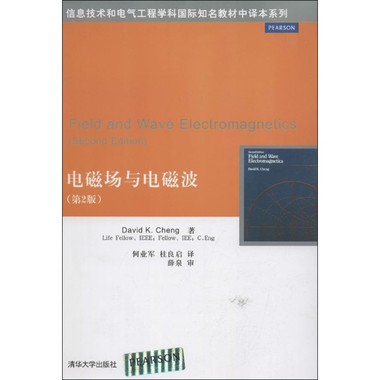 信息技术和电气工程学科国际知名教材中译本系列
PEARSON
Field and Wave Electromagnetics
(Second Edition)
Second Edition
Field and Wave
Electromagnetics
David K. Cheng
电磁场与电磁波
(第2版)
David K. Cheng 著
Life Fellow, IEEE; Fellow, IEE; C.Eng
何业军 桂良启 译
薛泉 审
清华大学出版社
PEARSON